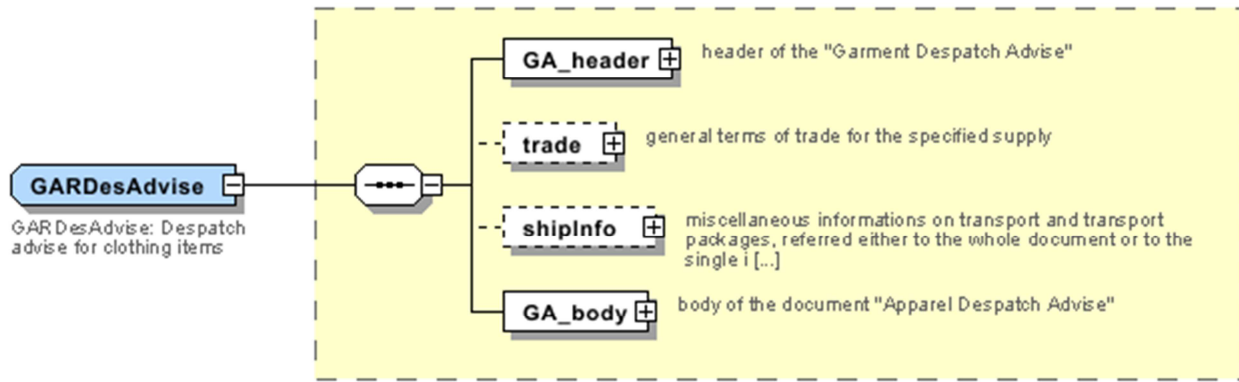 GA_header
header of the "Garment Despatch Advise"
trade
general terms of trade for the specified supply
GARDesAdvise
GARDesAdvise: Despatch
advise for clothing items
shipInfo
miscellaneous informations on transport and transport
packages, referred either to the whole document or to the
single i [...]
GA_body
body of the document "Apparel Despatch Advise"